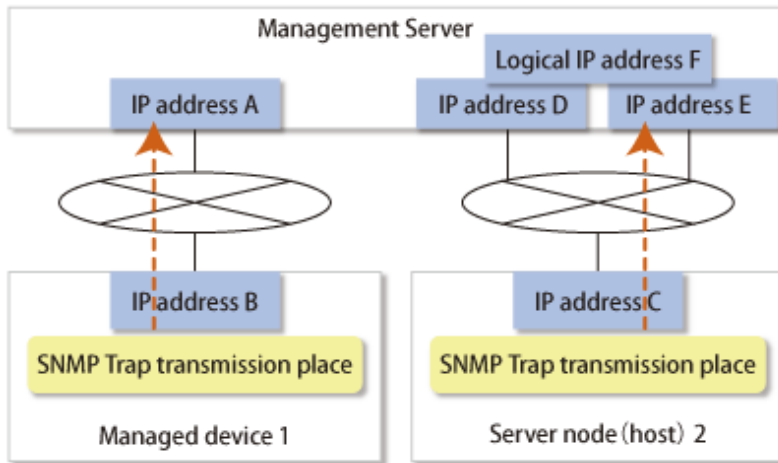 Management Server
Logical IP address F
IP address A
IP address D
IP address E
IP address B
IP address C
SNMP Trap transmission place
SNMP Trap transmission place
Managed device 1
Server node (host) 2